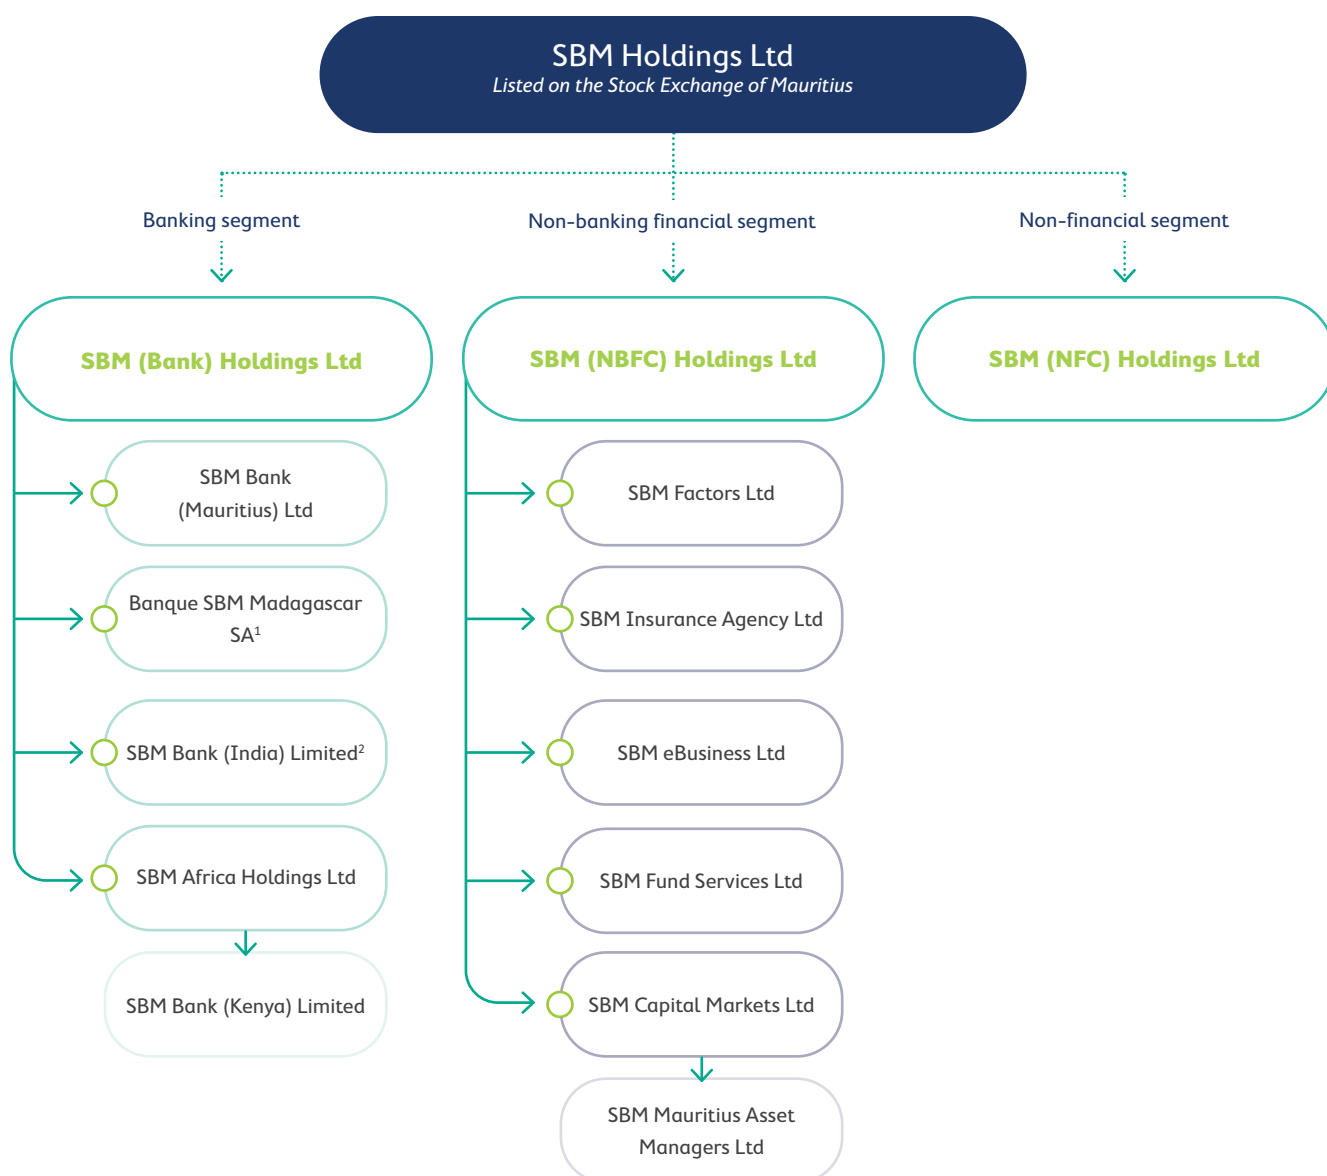 SBM Holdings Ltd
Listed on the Stock Exchange of Mauritius
Banking segment
Non-banking financial segment
Non-financial segment
SBM (Bank) Holdings Ltd
SBM (NBFC) Holdings Ltd
SBM (NFC) Holdings Ltd
SBM Bank
(Mauritius) Ltd
Banque SBM Madagascar
SA¹
SBM Bank (India) Limited²
SBM Africa Holdings Ltd
SBM Bank (Kenya) Limited
SBM Factors Ltd
SBM Insurance Agency Ltd
SBM eBusiness Ltd
SBM Fund Services Ltd
SBM Capital Markets Ltd
SBM Mauritius Asset
Managers Ltd